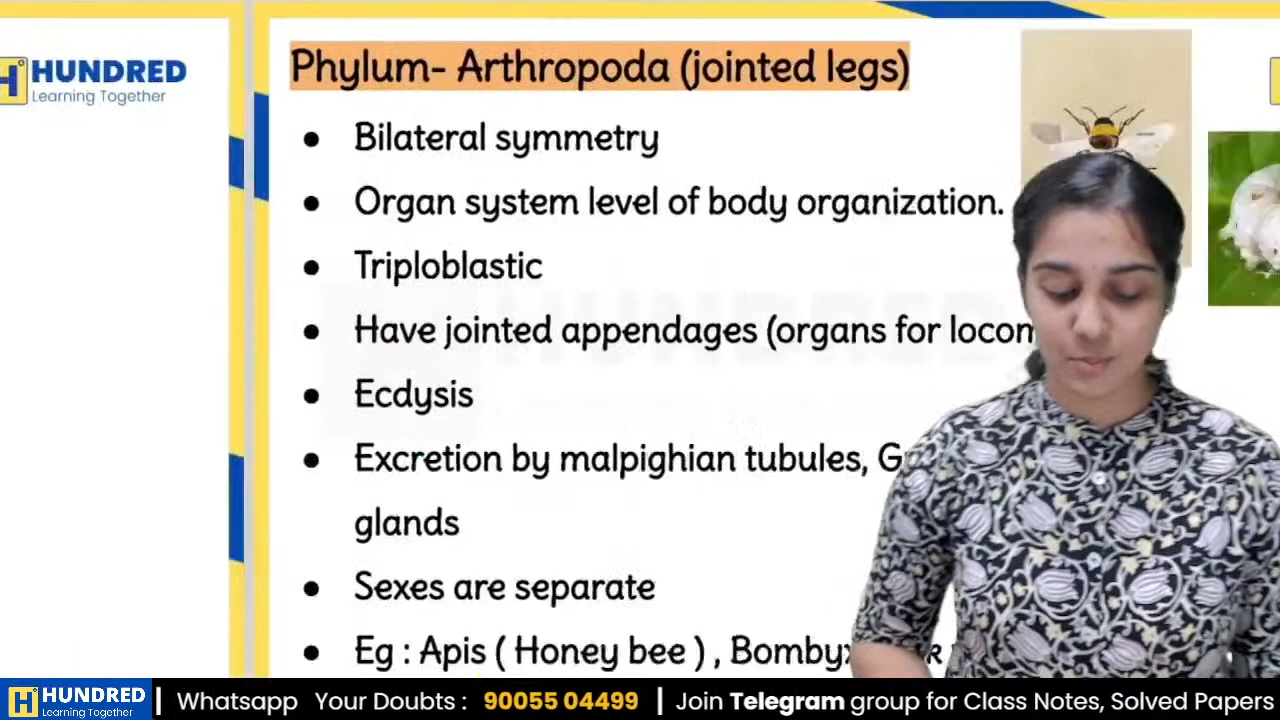 HUNDRED
Learning Together
Phylum- Arthropoda (jointed legs)
● Bilateral symmetry
● Organ system level of body organization.
● Triploblastic
● Have jointed appendages (organs for locom
● Ecdysis
● Excretion by malpighian tubules, G
glands
● Sexes are separate
● Eg : Apis ( Honey bee ) , Bombyx
HUNDRED
Learning Together
Whatsapp Your Doubts : 90055 04499 | Join Telegram group for Class Notes, Solved Papers